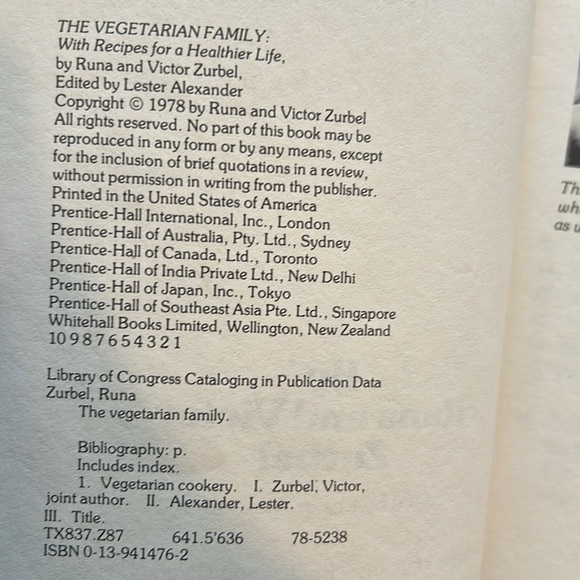 THE VEGETARIAN FAMILY:
With Recipes for a Healthier Life,
by Runa and Victor Zurbel,
Edited by Lester Alexander
Copyright © 1978 by Runa and Victor Zurbel
All rights reserved. No part of this book may be
reproduced in any form or by any means, except
for the inclusion of brief quotations in a review,
without permission in writing from the publisher.
Printed in the United States of America
Prentice-Hall International, Inc., London
Prentice-Hall of Australia, Pty. Ltd., Sydney
Prentice-Hall of Canada, Ltd., Toronto
Prentice-Hall of India Private Ltd., New Delhi
Prentice-Hall of Japan, Inc., Tokyo
Prentice-Hall of Southeast Asia Pte. Ltd., Singapore
Whitehall Books Limited, Wellington, New Zealand
10 9 8 7 6 5 4 3 2 1
Library of Congress Cataloging in Publication Data
Zurbel, Runa
The vegetarian family.
Bibliography: p.
Includes index.
1. Vegetarian cookery. I. Zurbel, Victor,
joint author. II. Alexander, Lester.
III. Title.
TX837.Z87 641.5'636 78-5238
ISBN 0-13-941476-2
as